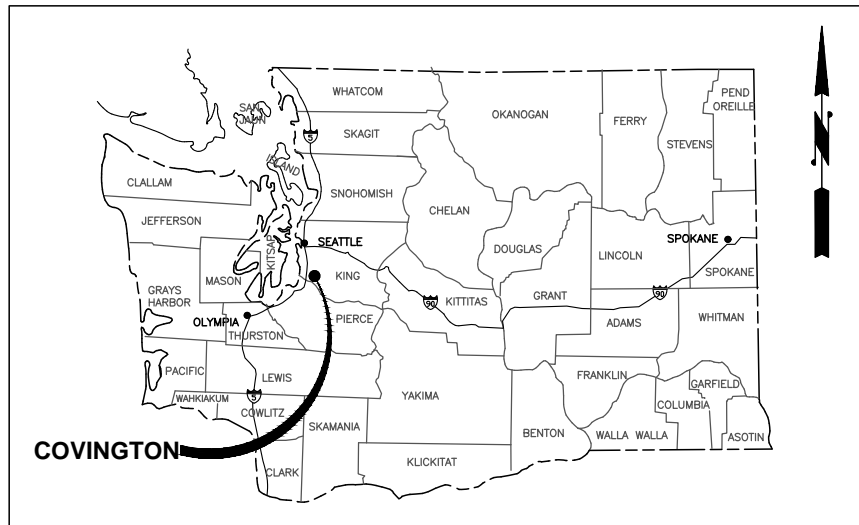 WHATCOM
PEND
OREILLE
SAN
JAUN
OKANOGAN
FERRY
STEVENS
5
SKAGIT
ISLAND
CLALLAM
SNOHOMISH
CHELAN
JEFFERSON
KITSAP
SEATTLE
DOUGLAS
LINCOLN
SPOKANE
MASON
KING
SPOKANE
GRAYS
HARBOR
90
KITTITAS
GRANT
90
OLYMPIA
PIERCE
ADAMS
WHITMAN
THURSTON
PACIFIC
LEWIS
FRANKLIN
GARFIELD
WAHKIAKUM
5
YAKIMA
COLUMBIA
COWLITZ
SKAMANIA
BENTON
WALLA WALLA
ASOTIN
COVINGTON
KLICKITAT
CLARK
N